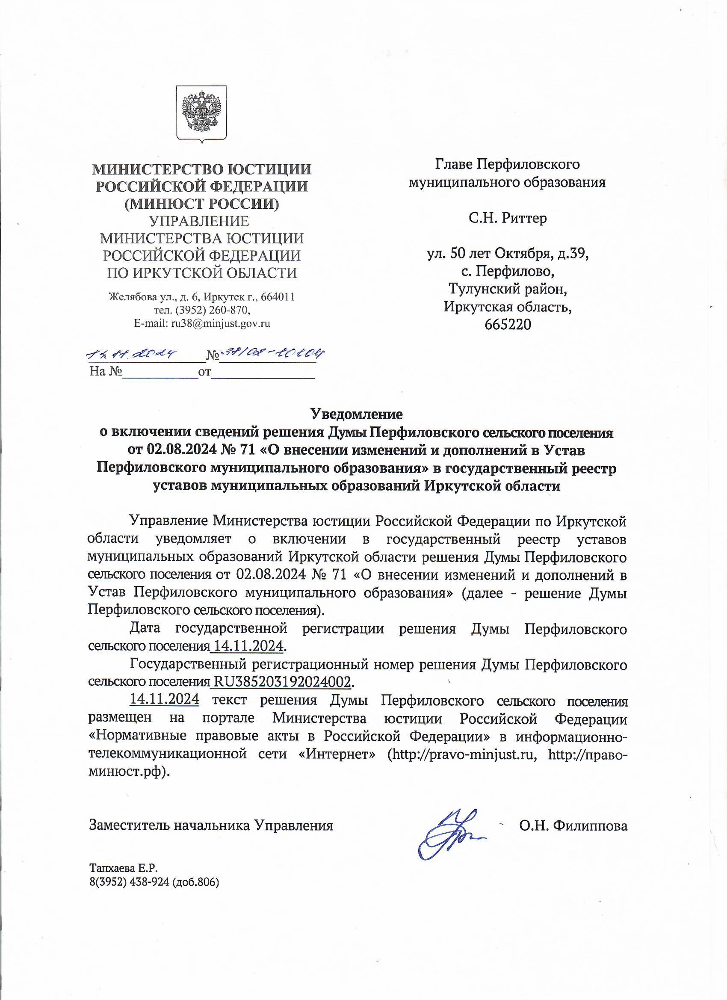 МИНИСТЕРСТВО ЮСТИЦИИ
РОССИЙСКОЙ ФЕДЕРАЦИИ
(МИНЮСТ РОССИИ)
УПРАВЛЕНИЕ
МИНИСТЕРСТВА ЮСТИЦИИ
РОССИЙСКОЙ ФЕДЕРАЦИИ
ПО ИРКУТСКОЙ ОБЛАСТИ
Желябова ул., д. 6, Иркутск г., 664011
тел. (3952) 260-870,
E-mail: ru38@minjust.gov.ru
14.11.2024 № 38/02-10104
На № от
Главе Перфиловского
муниципального образования
С.Н. Риттер
ул. 50 лет Октября, д.39,
с. Перфилово,
Тулунский район,
Иркутская область,
665220
Уведомление
о включении сведений решения Думы Перфиловского сельского поселения
от 02.08.2024 № 71 «О внесении изменений и дополнений в Устав
Перфиловского муниципального образования» в государственный реестр
уставов муниципальных образований Иркутской области
Управление Министерства юстиции Российской Федерации по Иркутской
области уведомляет о включении в государственный реестр уставов
муниципальных образований Иркутской области решения Думы Перфиловского
сельского поселения от 02.08.2024 № 71 «О внесении изменений и дополнений в
Устав Перфиловского муниципального образования» (далее - решение Думы
Перфиловского сельского поселения).
Дата государственной регистрации решения Думы Перфиловского
сельского поселения 14.11.2024.
Государственный регистрационный номер решения Думы Перфиловского
сельского поселения RU385203192024002.
14.11.2024 текст решения Думы Перфиловского сельского поселения
размещен на портале Министерства юстиции Российской Федерации
«Нормативные правовые акты в Российской Федерации» в информационно-
телекоммуникационной сети «Интернет» (http://pravo-minjust.ru, http://право-
минюст.рф).
Заместитель начальника Управления О.Н. Филиппова
Тапхаева Е.Р.
8(3952) 438-924 (доб.806)